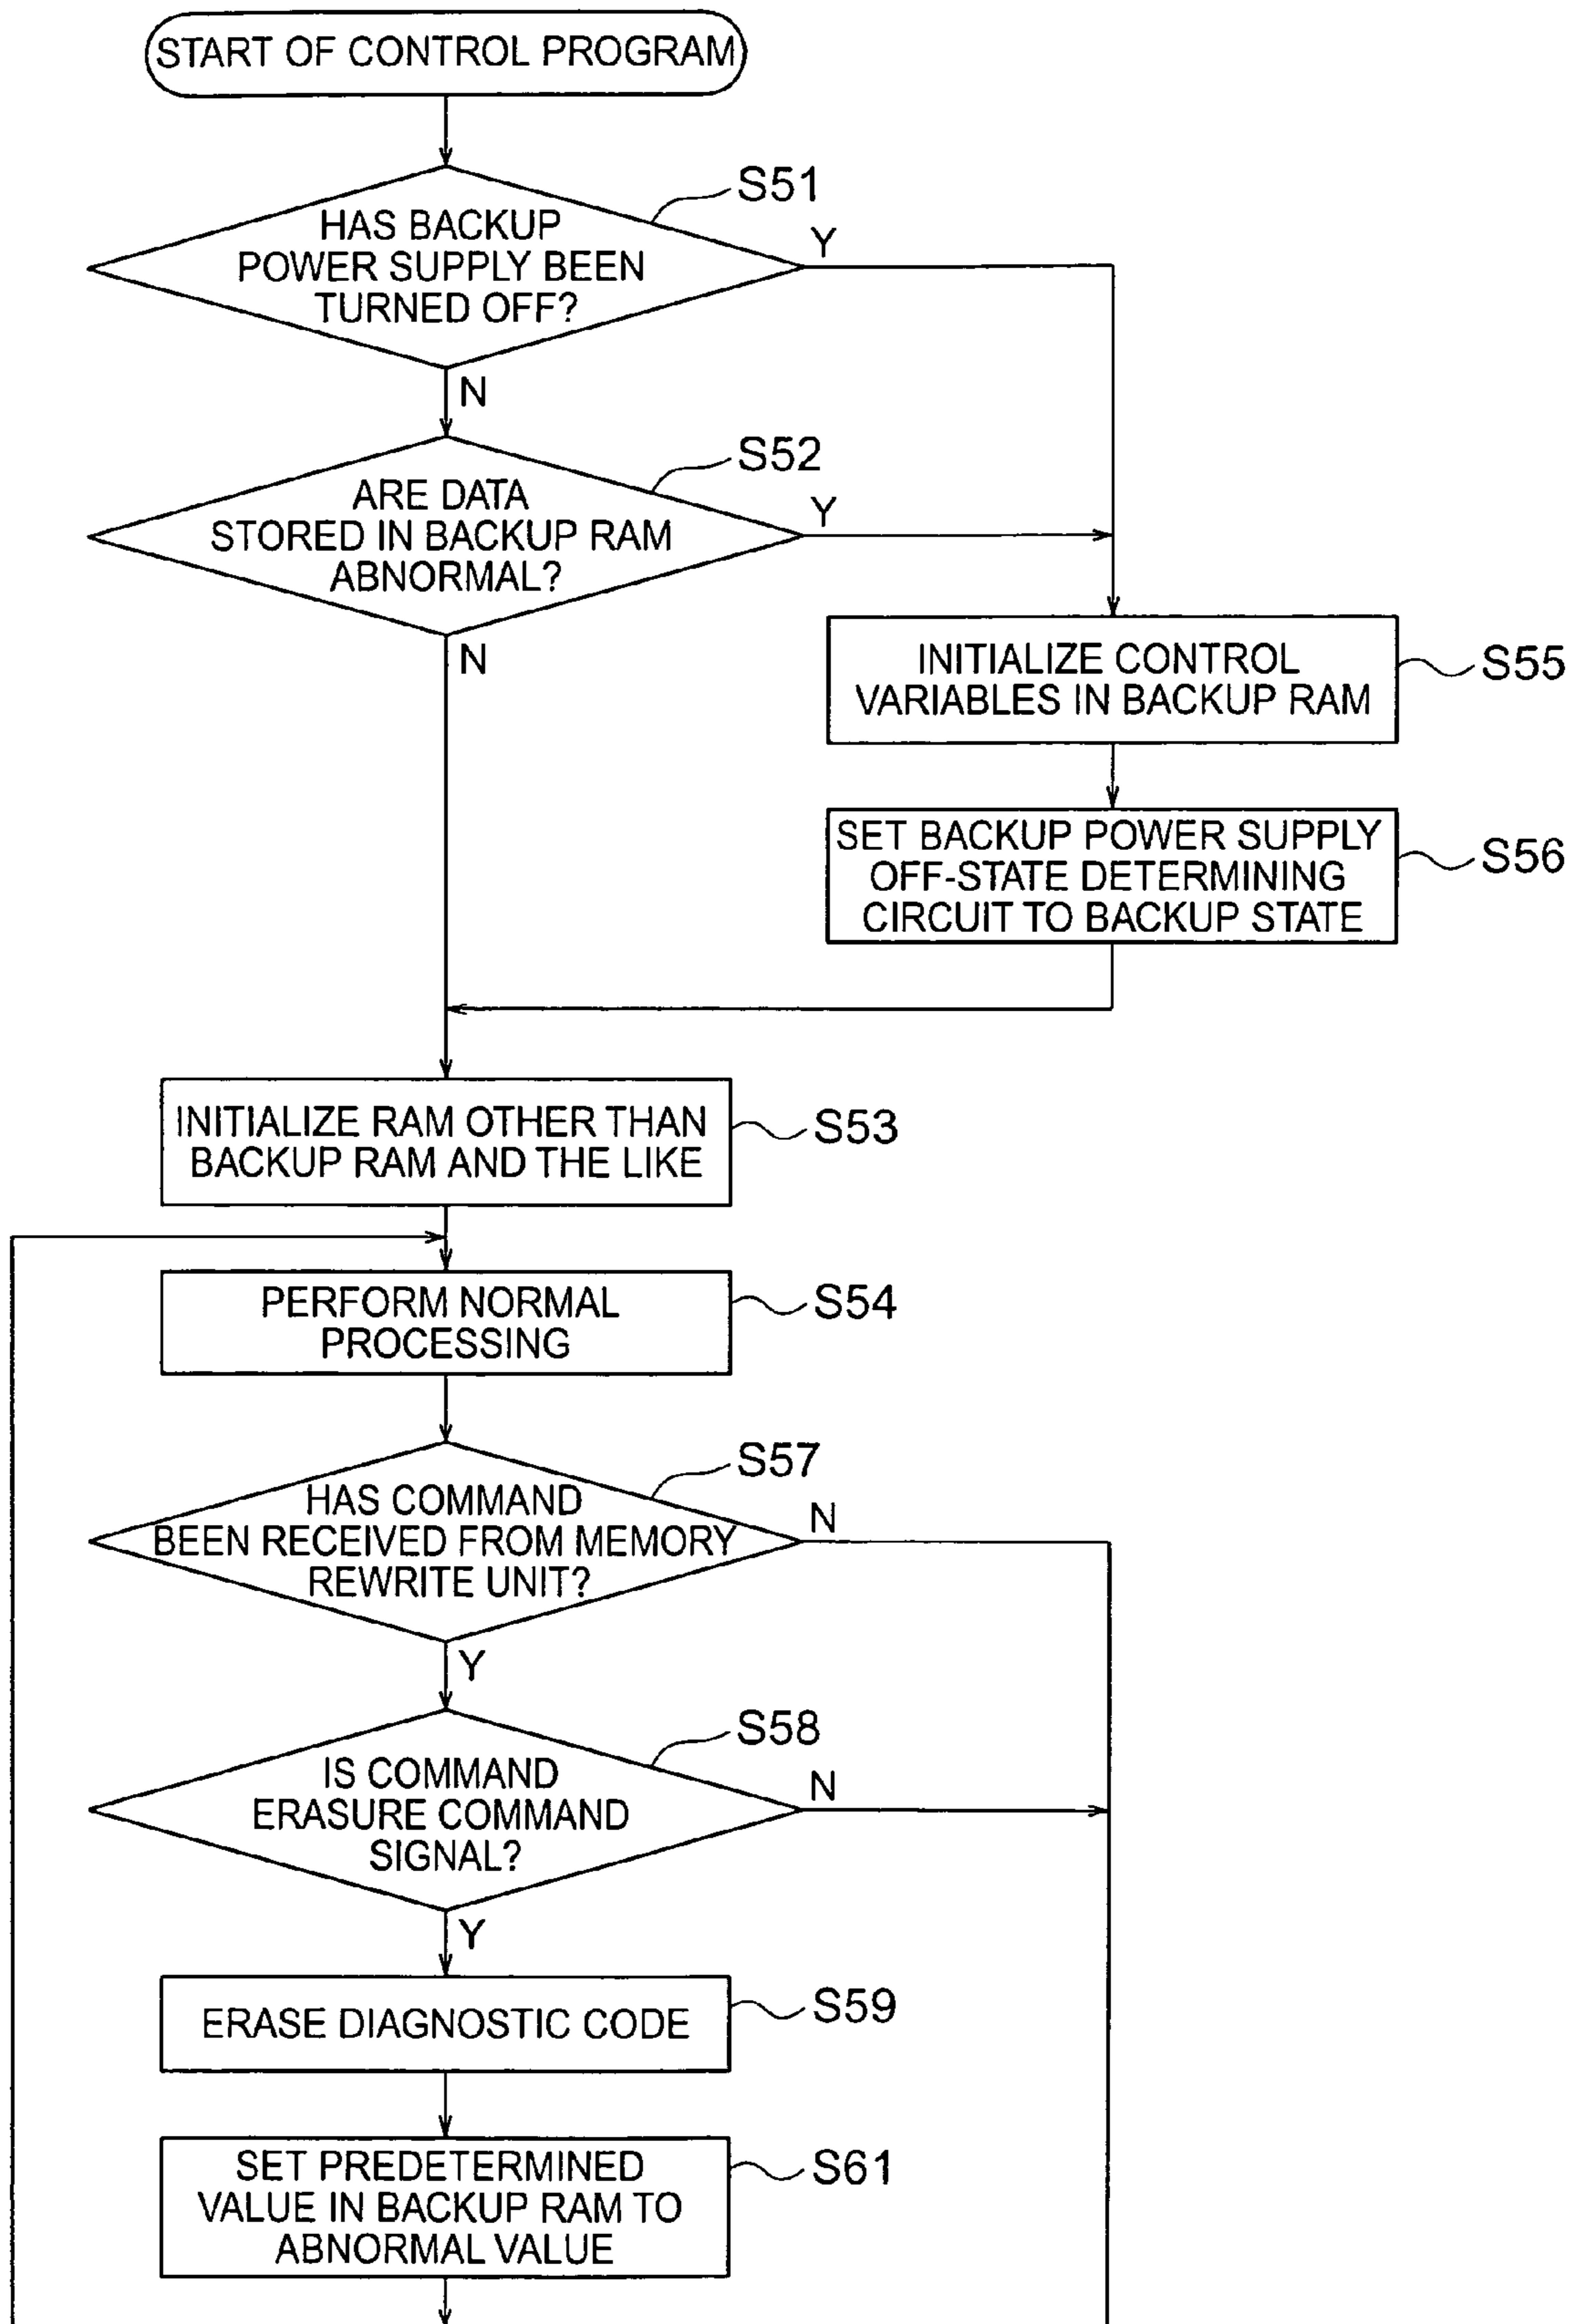 START OF CONTROL PROGRAM
S51
HAS BACKUP
POWER SUPPLY BEEN
TURNED OFF?
Y
N
S52
ARE DATA
STORED IN BACKUP RAM
ABNORMAL?
Y
N
INITIALIZE CONTROL
VARIABLES IN BACKUP RAM
S55
SET BACKUP POWER SUPPLY
OFF-STATE DETERMINING
CIRCUIT TO BACKUP STATE
S56
INITIALIZE RAM OTHER THAN
BACKUP RAM AND THE LIKE
S53
PERFORM NORMAL
PROCESSING
S54
S57
HAS COMMAND
BEEN RECEIVED FROM MEMORY
REWRITE UNIT?
N
Y
S58
IS COMMAND
ERASURE COMMAND
SIGNAL?
N
Y
ERASE DIAGNOSTIC CODE
S59
SET PREDETERMINED
VALUE IN BACKUP RAM TO
ABNORMAL VALUE
S61